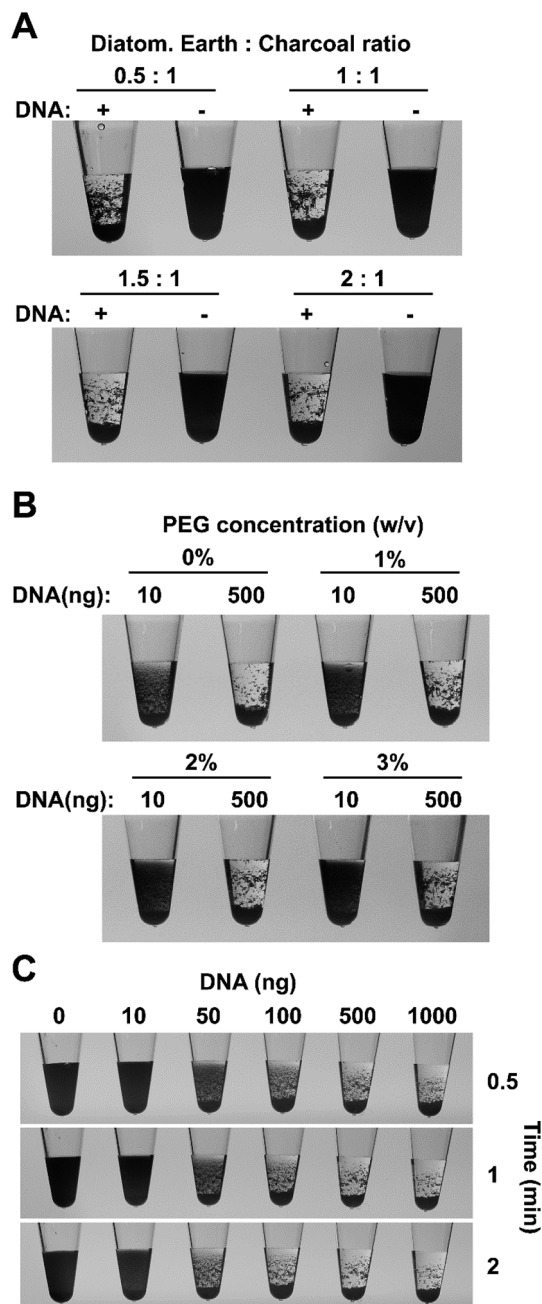 A
Diatom. Earth : Charcoal ratio
0.5 : 1 1 : 1
DNA: + - + -
1.5 : 1 2 : 1
DNA: + - + -
B
PEG concentration (w/v)
0% 1%
DNA(ng): 10 500 10 500
2% 3%
DNA(ng): 10 500 10 500
C
DNA (ng)
0 10 50 100 500 1000
0.5
1
2
Time (min)